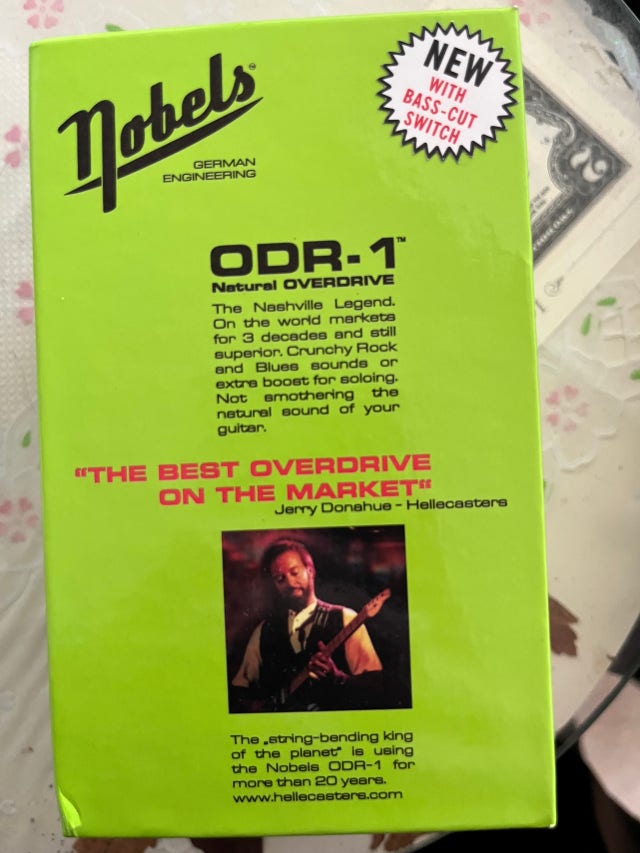 Nobels™
GERMAN
ENGINEERING
NEW
WITH
BASS-CUT
SWITCH
ODR-1™
Natural OVERDRIVE
The Nashville Legend.
On the world markets
for 3 decades and still
superior. Crunchy Rock
and Blues sounds or
extra boost for soloing.
Not smothering the
natural sound of your
guitar.
“THE BEST OVERDRIVE
ON THE MARKET“
Jerry Donahue - Hellecasters
The „string-bending king
of the planet“ is using
the Nobels ODR-1 for
more than 20 years.
www.hellecasters.com
2